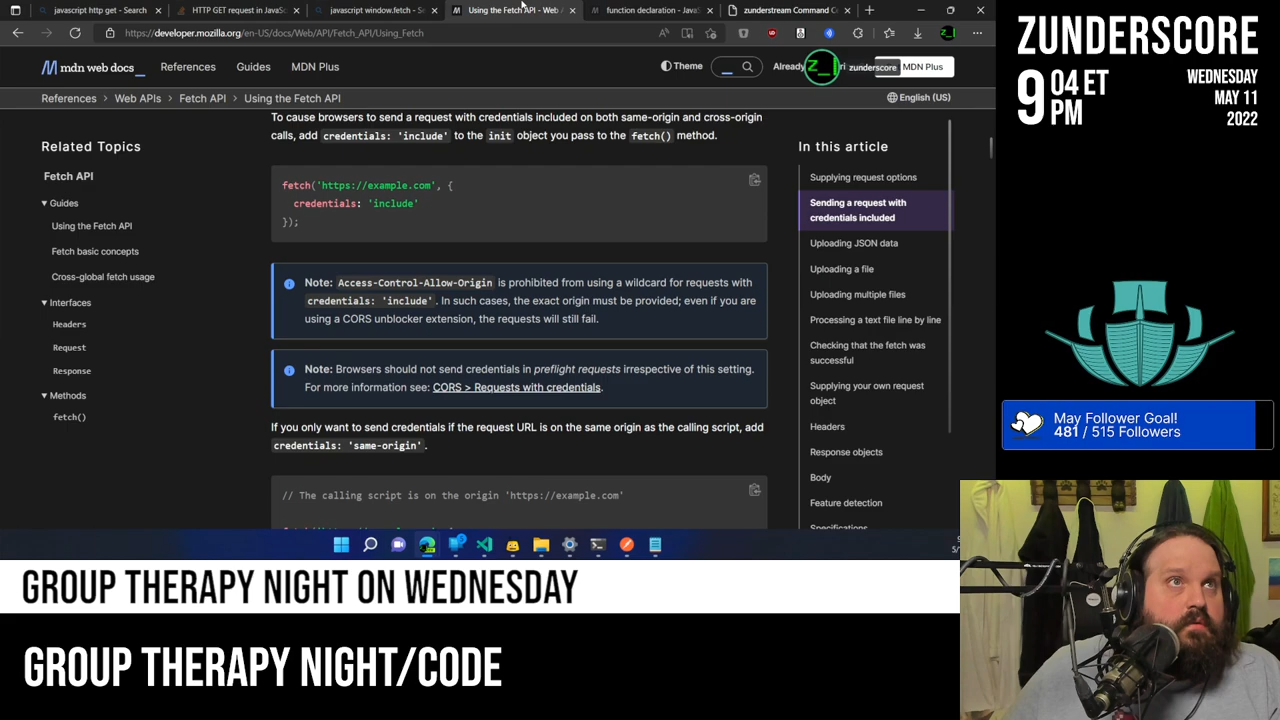 javascript http get - Search
HTTP GET request in JavaSc
javascript window.fetch - Se
Using the Fetch API - Web
function declaration - JavaSc
zunderstream Command C
https://developer.mozilla.org/en-US/docs/Web/API/Fetch_API/Using_Fetch
mdn web docs_
References
Guides
MDN Plus
Theme
Already
z_
zunderscore
MDN Plus
References > Web APIs > Fetch API > Using the Fetch API
English (US)
Related Topics
Fetch API
Guides
Using the Fetch API
Fetch basic concepts
Cross-global fetch usage
Interfaces
Headers
Request
Response
Methods
fetch()
To cause browsers to send a request with credentials included on both same-origin and cross-origin
calls, add credentials: 'include' to the init object you pass to the fetch() method.
fetch('https://example.com', {
credentials: 'include'
});
Note: Access-Control-Allow-Origin is prohibited from using a wildcard for requests with
credentials: 'include'. In such cases, the exact origin must be provided; even if you are
using a CORS unblocker extension, the requests will still fail.
Note: Browsers should not send credentials in preflight requests irrespective of this setting.
For more information see: CORS > Requests with credentials.
If you only want to send credentials if the request URL is on the same origin as the calling script, add
credentials: 'same-origin'.
// The calling script is on the origin 'https://example.com'
In this article
Supplying request options
Sending a request with
credentials included
Uploading JSON data
Uploading a file
Uploading multiple files
Processing a text file line by line
Checking that the fetch was
successful
Supplying your own request
object
Headers
Response objects
Body
Feature detection
Specifications
ZUNDERSCORE
9 04 ET
PM
WEDNESDAY
MAY 11
2022
May Follower Goal!
481 / 515 Followers
GROUP THERAPY NIGHT ON WEDNESDAY
GROUP THERAPY NIGHT/CODE